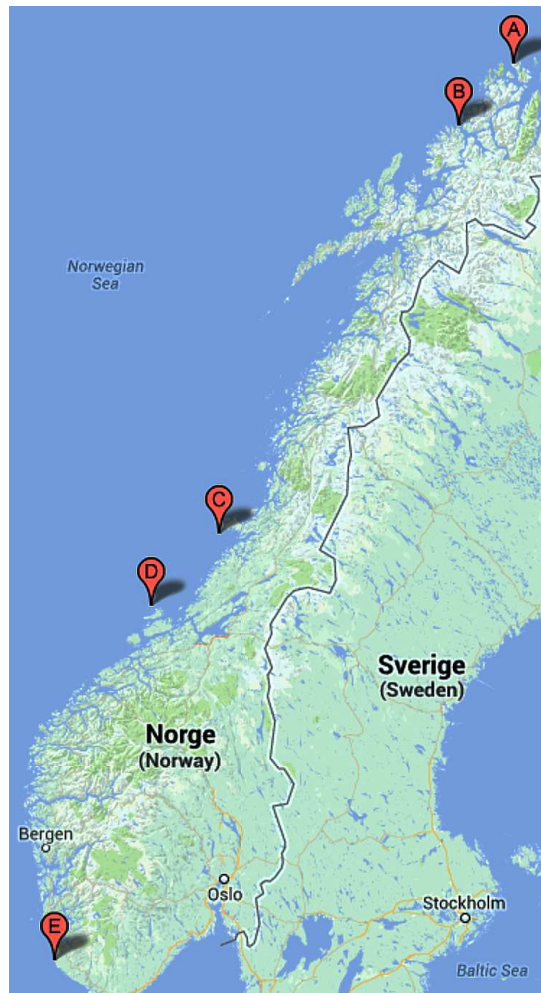 A
B
Norwegian
Sea
C
D
Sverige
(Sweden)
Norge
(Norway)
Bergen
Oslo
Stockholm
E
Baltic Sea